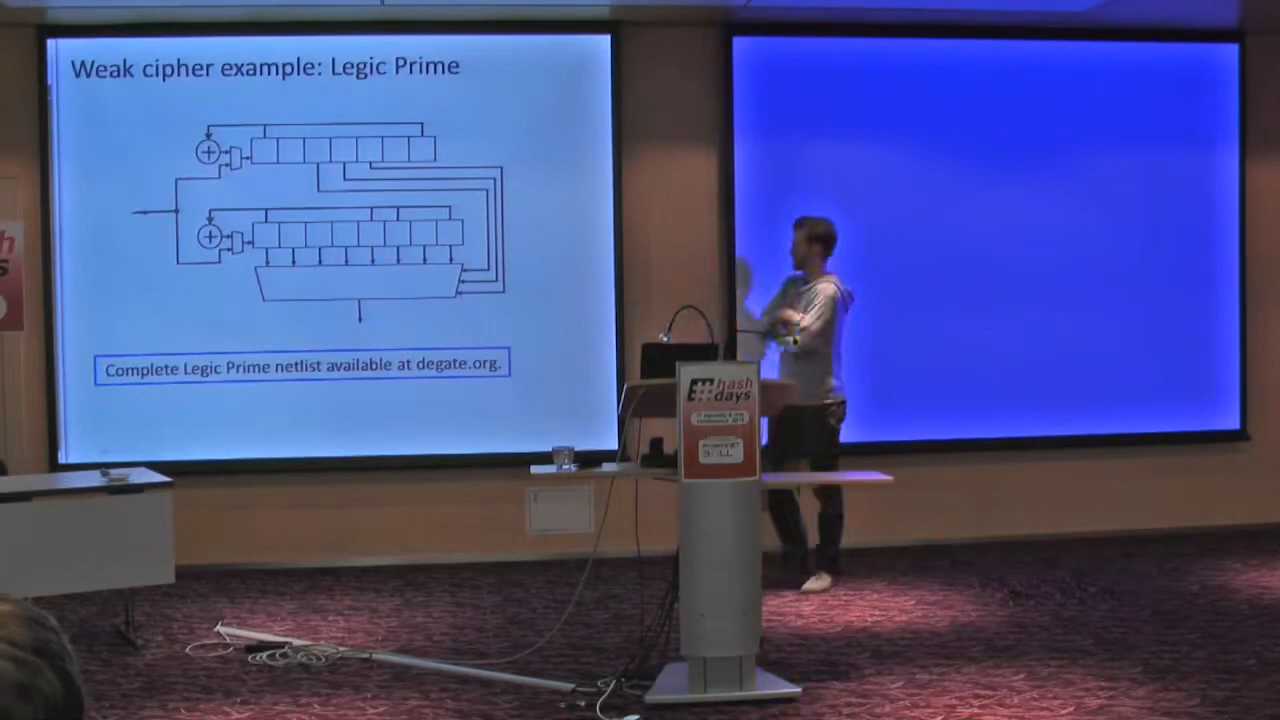 Weak cipher example: Legic Prime
Complete Legic Prime netlist available at degate.org.
#hash
days